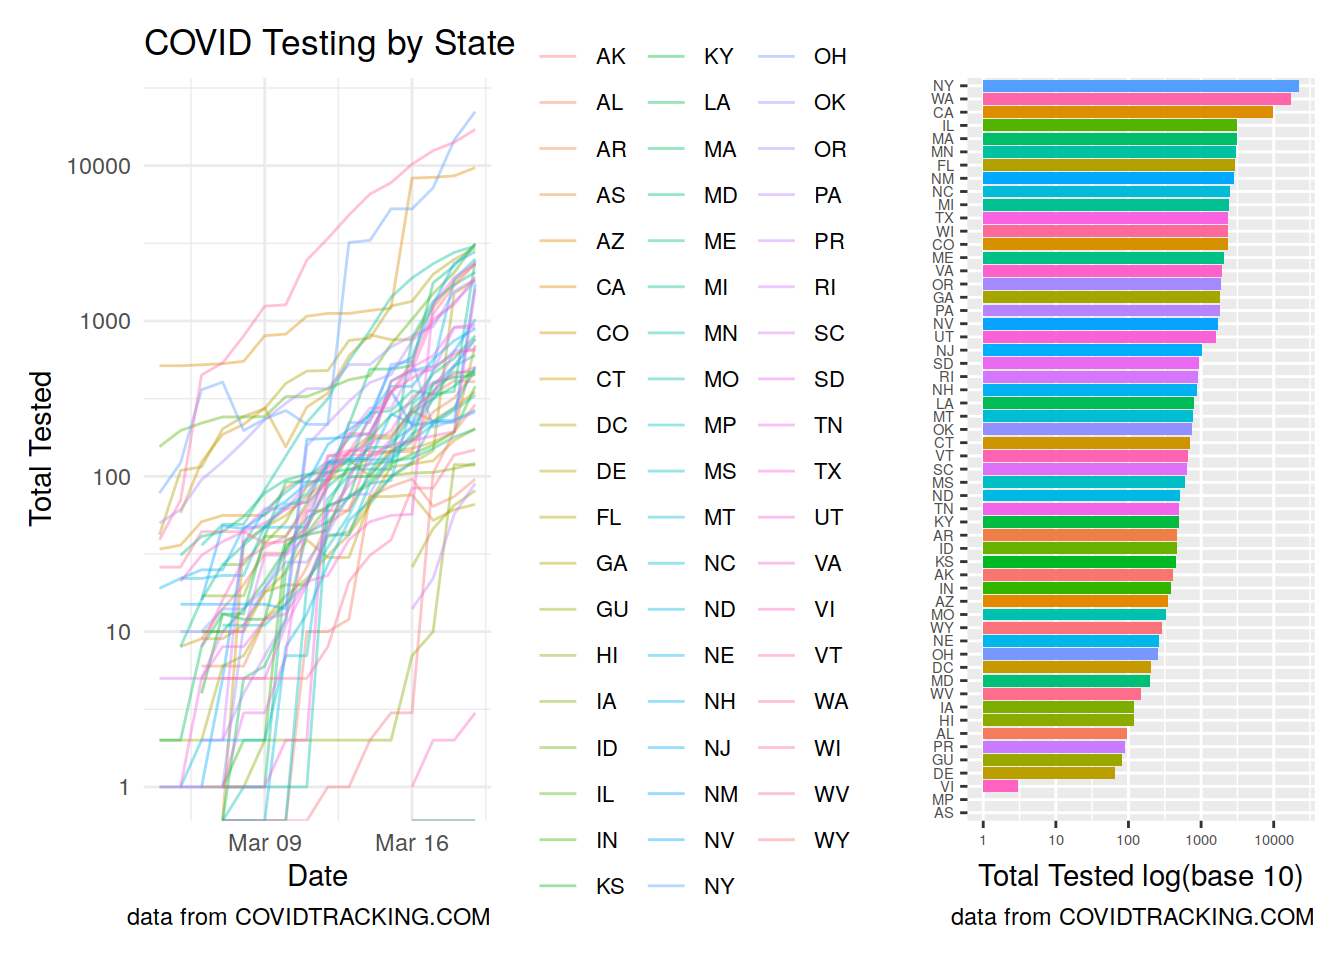 COVID Testing by State
Total Tested
10000
1000
100
10
1
Mar 09
Mar 16
Date
data from COVIDTRACKING.COM
AK
AL
AR
AS
AZ
CA
CO
CT
DC
DE
FL
GA
GU
HI
IA
ID
IL
IN
KS
KY
LA
MA
MD
ME
MI
MN
MO
MP
MS
MT
NC
ND
NE
NH
NJ
NM
NV
NY
OH
OK
OR
PA
PR
RI
SC
SD
TN
TX
UT
VA
VI
VT
WA
WI
WV
WY
NY
WA
CA
IL
MA
MN
FL
NM
NC
MI
TX
WI
CO
ME
VA
OR
GA
PA
NV
UT
NJ
SD
RI
NH
LA
MT
OK
CT
VT
SC
MS
ND
TN
KY
AR
ID
KS
AK
IN
AZ
MO
WY
NE
OH
DC
MD
WV
IA
HI
AL
PR
GU
DE
VI
MP
AS
1
10
100
1000
10000
Total Tested log(base 10)
data from COVIDTRACKING.COM